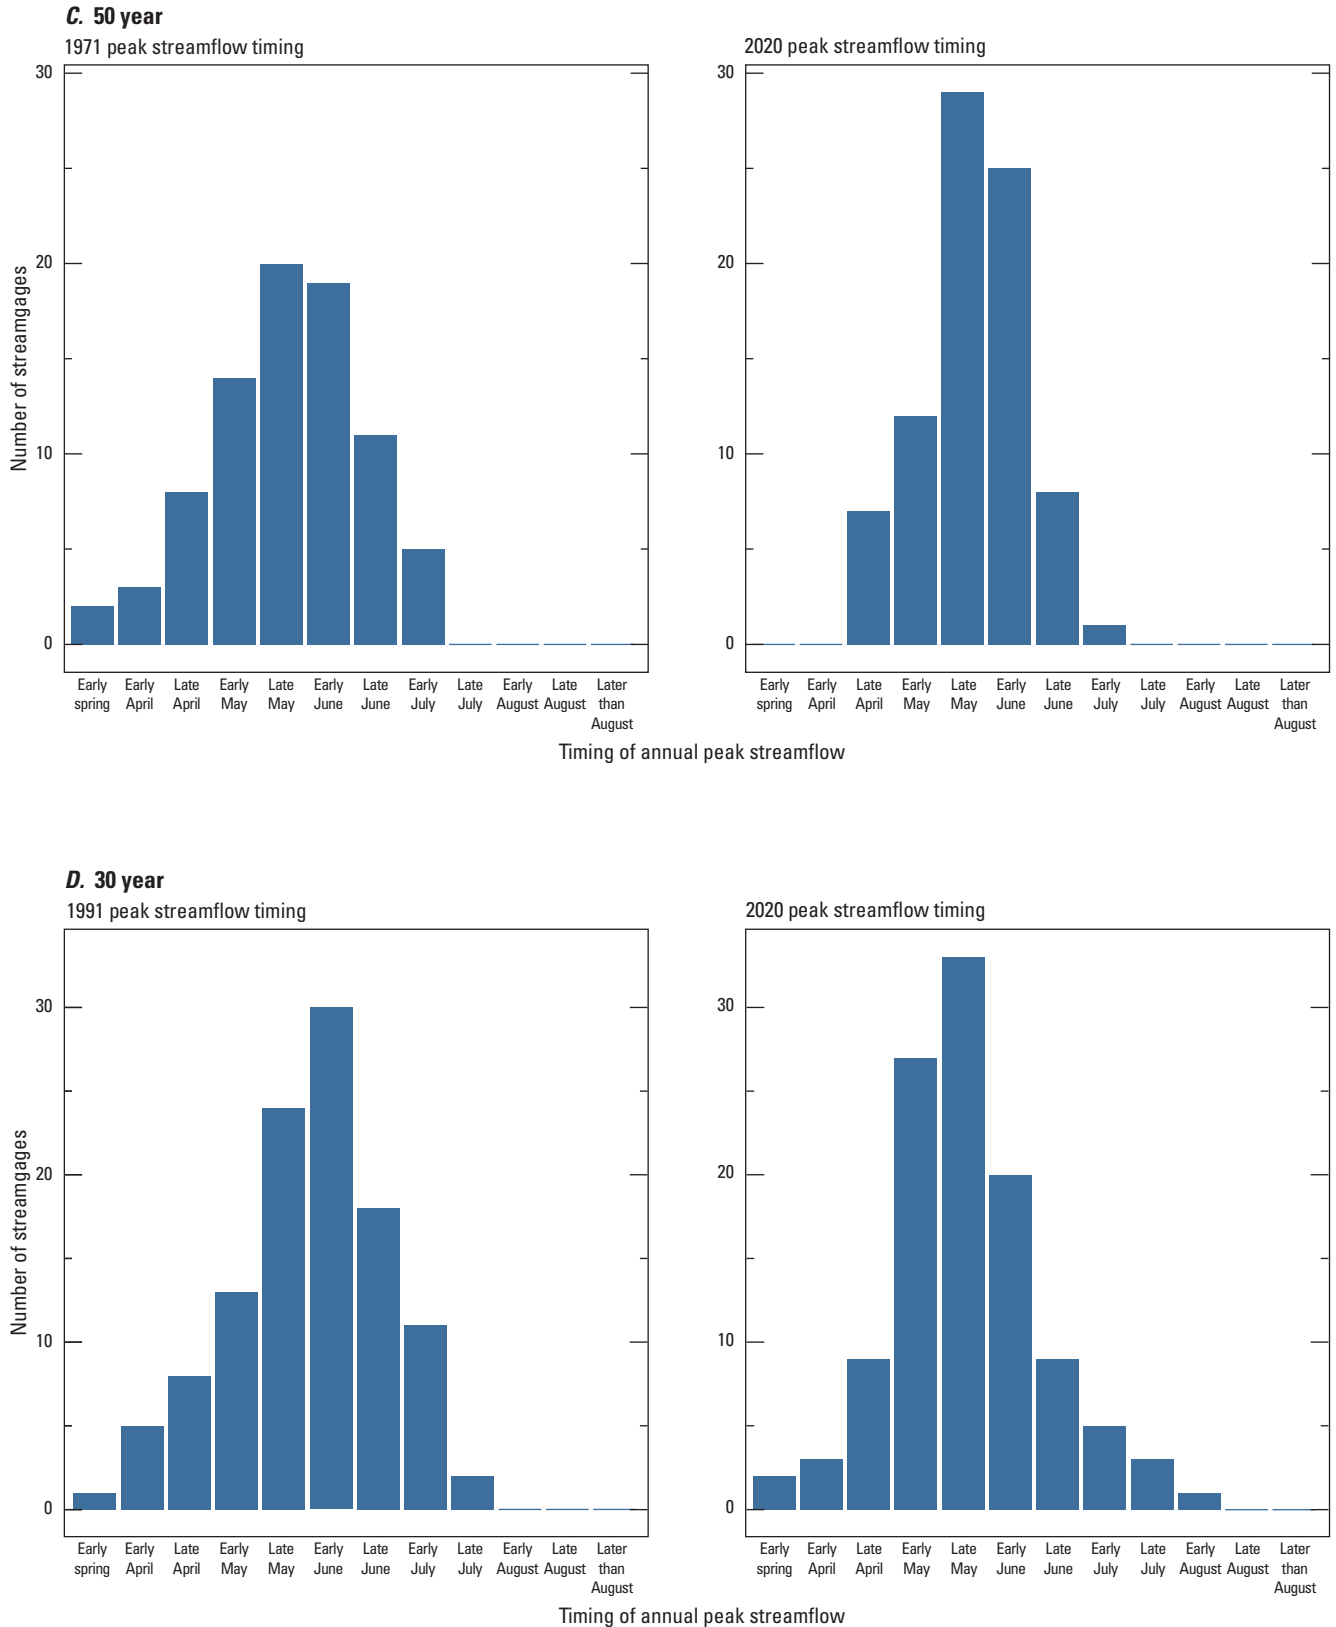 C. 50 year
1971 peak streamflow timing
2020 peak streamflow timing
Number of streamgages
30
20
10
0
30
20
10
0
Early spring
Early April
Late April
Early May
Late May
Early June
Late June
Early July
Late July
Early August
Late August
Later than August
Early spring
Early April
Late April
Early May
Late May
Early June
Late June
Early July
Late July
Early August
Late August
Later than August
Timing of annual peak streamflow
D. 30 year
1991 peak streamflow timing
2020 peak streamflow timing
Number of streamgages
30
20
10
0
30
20
10
0
Early spring
Early April
Late April
Early May
Late May
Early June
Late June
Early July
Late July
Early August
Late August
Later than August
Early spring
Early April
Late April
Early May
Late May
Early June
Late June
Early July
Late July
Early August
Late August
Later than August
Timing of annual peak streamflow